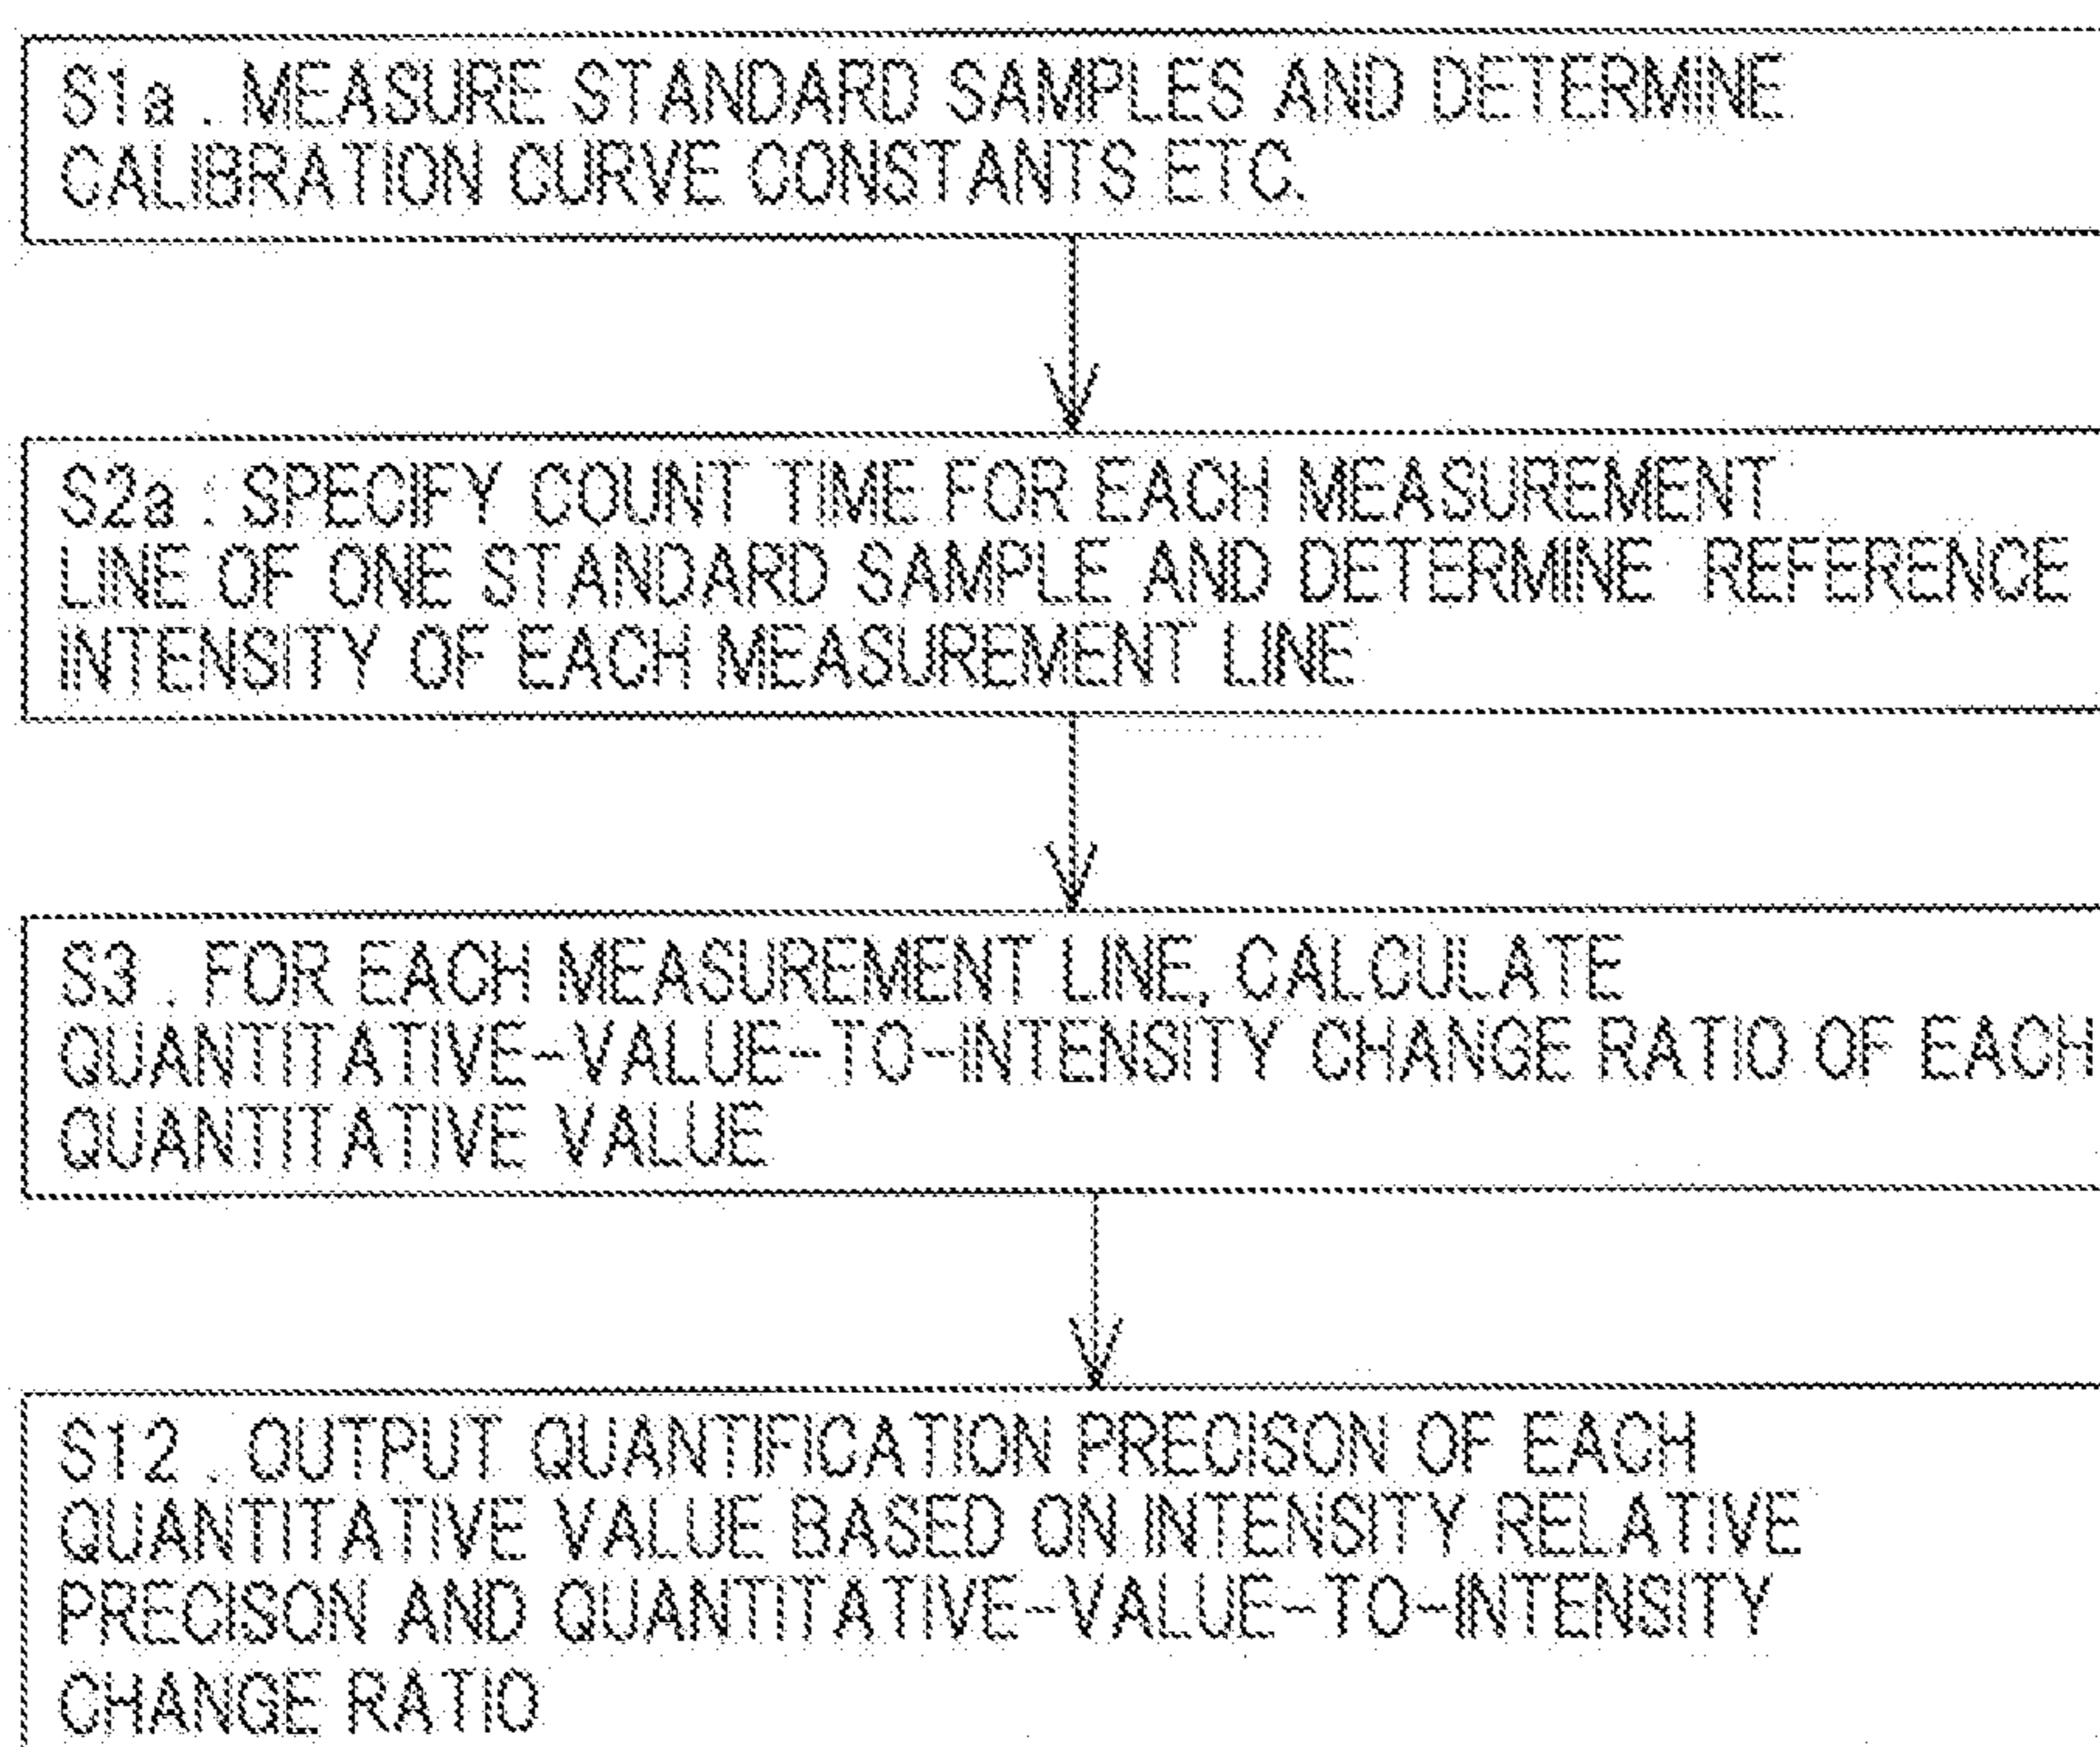 S1a . MEASURE STANDARD SAMPLES AND DETERMINE
CALIBRATION CURVE CONSTANTS ETC.
S2a . SPECIFY COUNT TIME FOR EACH MEASUREMENT
LINE OF ONE STANDARD SAMPLE AND DETERMINE REFERENCE
INTENSITY OF EACH MEASUREMENT LINE
S3 . FOR EACH MEASUREMENT LINE, CALCULATE
QUANTITATIVE-VALUE-TO-INTENSITY CHANGE RATIO OF EACH
QUANTITATIVE VALUE
S12 . OUTPUT QUANTIFICATION PRECISON OF EACH
QUANTITATIVE VALUE BASED ON INTENSITY RELATIVE
PRECISON AND QUANTITATIVE-VALUE-TO-INTENSITY
CHANGE RATIO